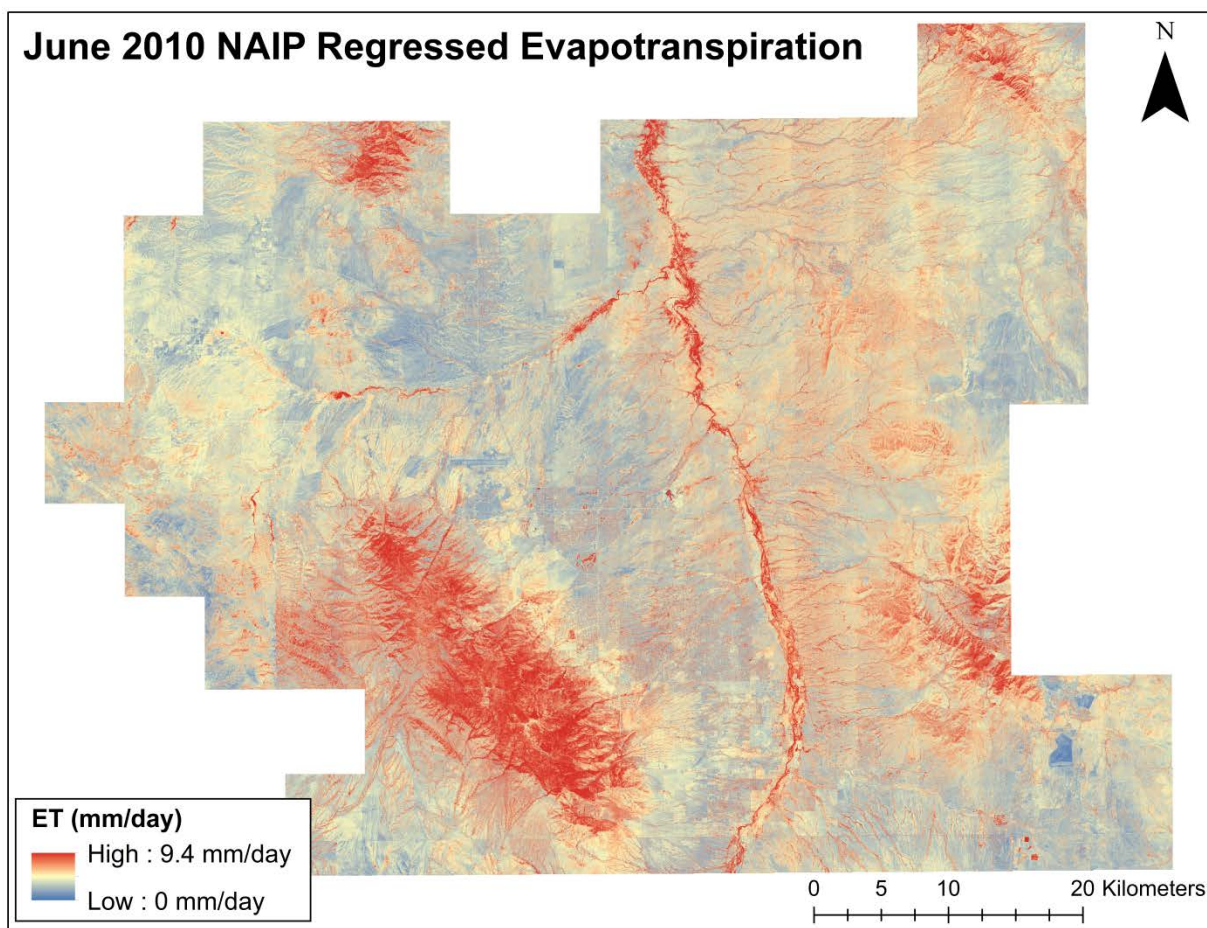 June 2010 NAIP Regressed Evapotranspiration
N
ET (mm/day)
High : 9.4 mm/day
Low : 0 mm/day
0 5 10 20 Kilometers